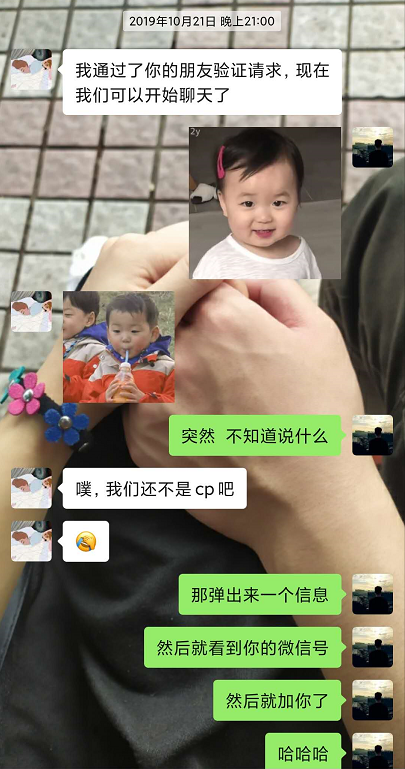 2019年10月21日 晚上21:00
我通过了你的朋友验证请求，现在
我们可以开始聊天了
2y
突然  不知道说什么
噗，我们还不是cp吧
那弹出来一个信息
然后就看到你的微信号
然后就加你了
哈哈哈